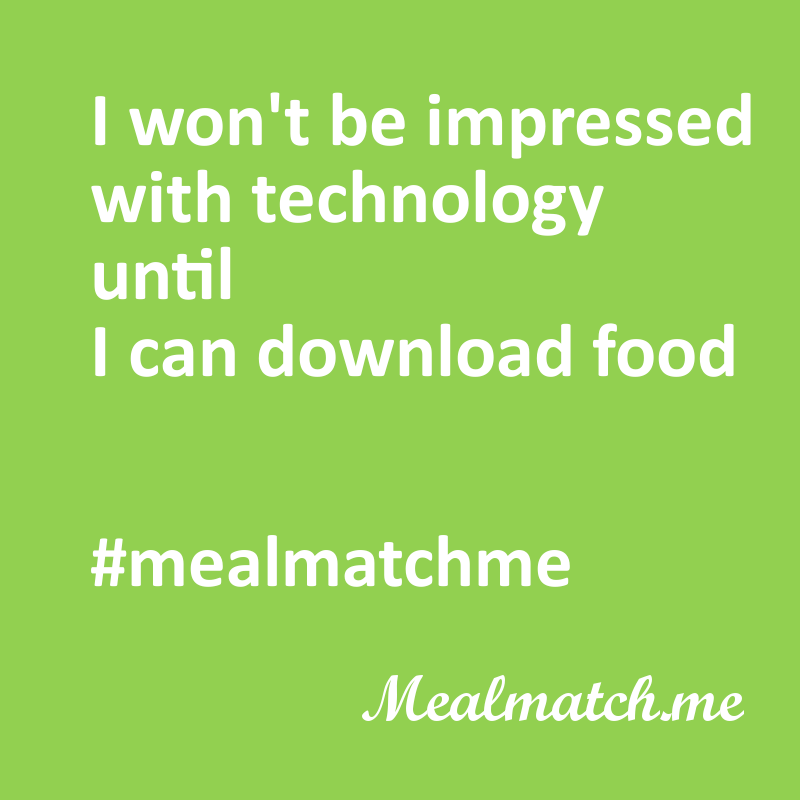 I won't be impressed
with technology
until
I can download food
#mealmatchme
Mealmatch.me